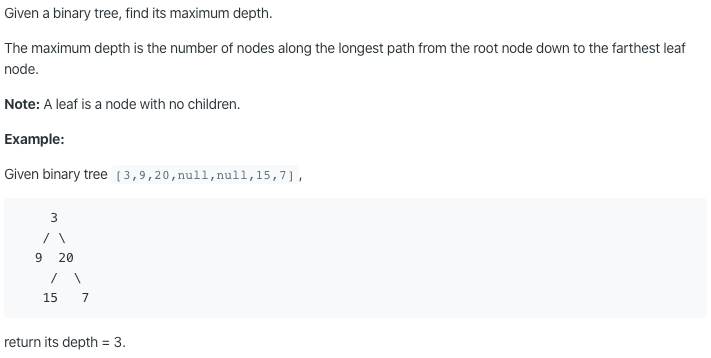 Given a binary tree, find its maximum depth.
The maximum depth is the number of nodes along the longest path from the root node down to the farthest leaf
node.
Note: A leaf is a node with no children.
Example:
Given binary tree [3,9,20,null,null,15,7],
3
/ \
9 20
/ \
15 7
return its depth = 3.